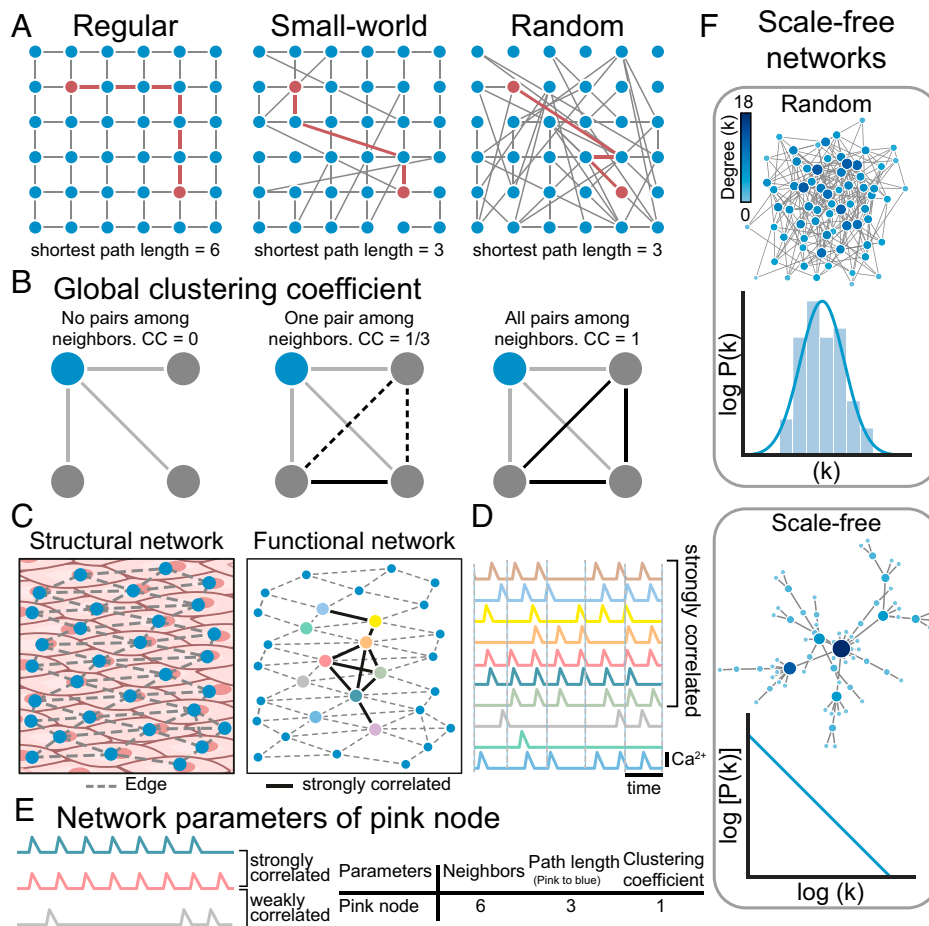 A
Regular
Small-world
Random
shortest path length = 6
shortest path length = 3
shortest path length = 3
B
Global clustering coefficient
No pairs among
neighbors. CC = 0
One pair among
neighbors. CC = 1/3
All pairs among
neighbors. CC = 1
C
Structural network
Functional network
Edge
strongly correlated
D
strongly correlated
Ca²⁺
time
E
Network parameters of pink node
strongly
correlated
weakly
correlated
Parameters
Neighbors
Path length
(Pink to blue)
Clustering
coefficient
Pink node
6
3
1
F
Scale-free
networks
Random
18
Degree (k)
0
log P(k)
(k)
Scale-free
log [P(k)]
log (k)